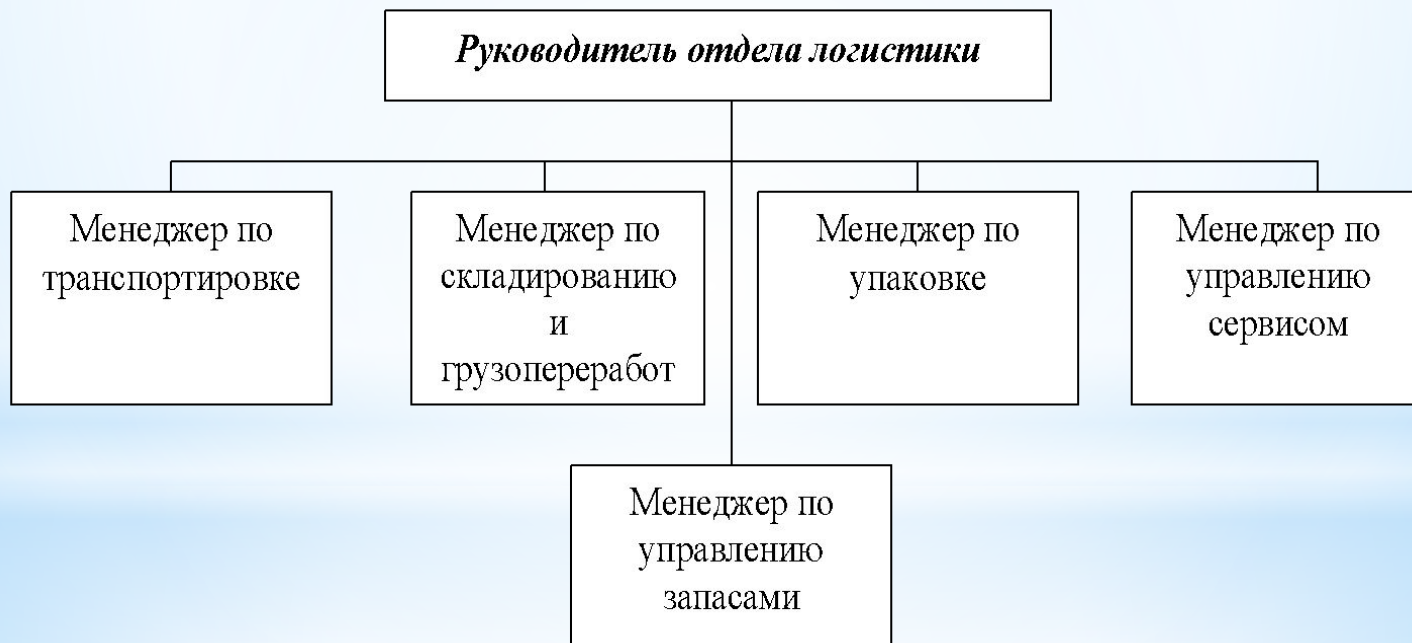 Руководитель отдела логистики
Менеджер по
транспортировке
Менеджер по
складированию
и
грузопереработ
Менеджер по
упаковке
Менеджер по
управлению
сервисом
Менеджер по
управлению
запасами